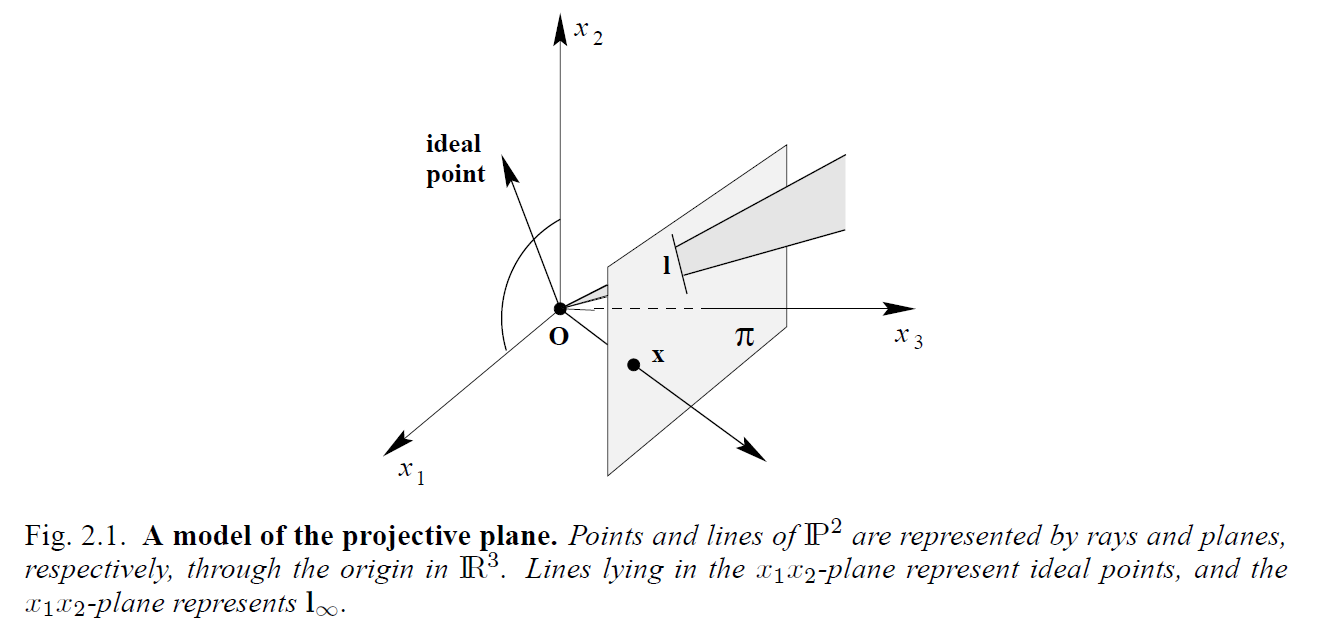 x₂
ideal
point
l
O
x
π
x₃
x₁
Fig. 2.1. A model of the projective plane. Points and lines of ℙ² are represented by rays and planes,
respectively, through the origin in ℝ³. Lines lying in the x₁x₂-plane represent ideal points, and the
x₁x₂-plane represents l∞.